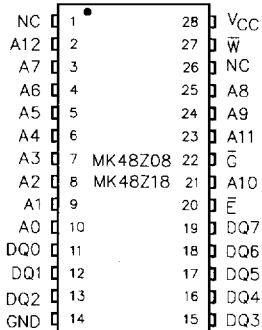 NC 1 28 VCC
A12 2 27 W̅
A7 3 26 NC
A6 4 25 A8
A5 5 24 A9
A4 6 23 A11
A3 7 MK48Z08 22 G̅
A2 8 MK48Z18 21 A10
A1 9 20 E̅
A0 10 19 DQ7
DQ0 11 18 DQ6
DQ1 12 17 DQ5
DQ2 13 16 DQ4
GND 14 15 DQ3